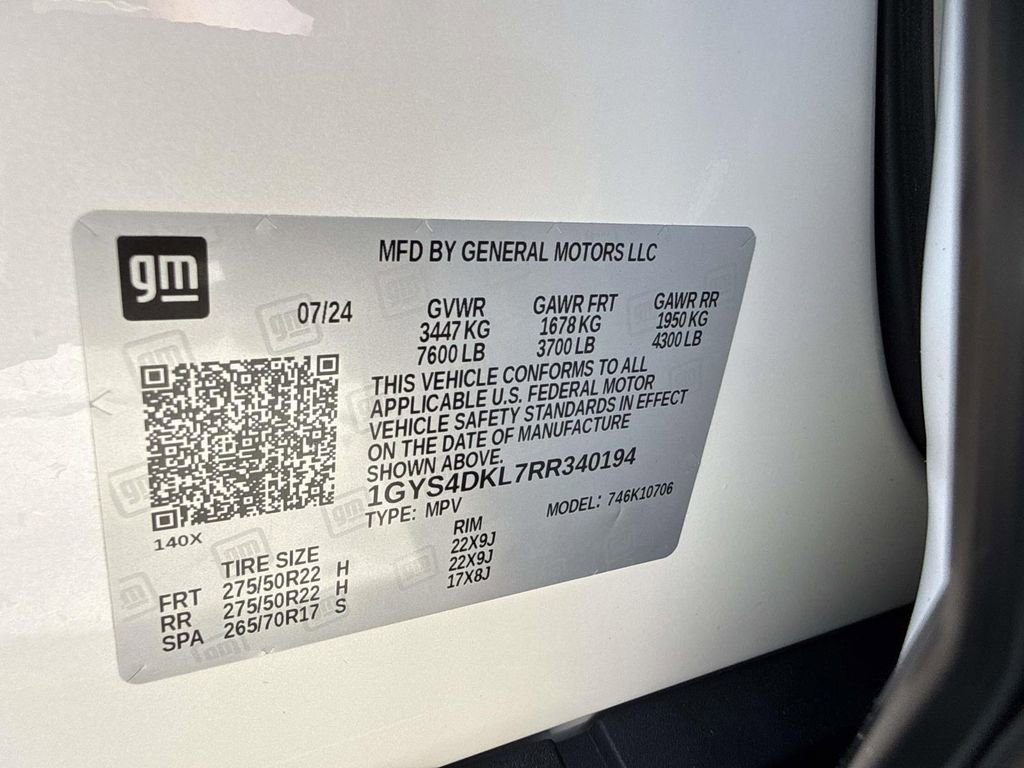 gm
MFD BY GENERAL MOTORS LLC
07/24 GVWR GAWR FRT GAWR RR
3447 KG 1678 KG 1950 KG
7600 LB 3700 LB 4300 LB
THIS VEHICLE CONFORMS TO ALL
APPLICABLE U.S. FEDERAL MOTOR
VEHICLE SAFETY STANDARDS IN EFFECT
ON THE DATE OF MANUFACTURE
SHOWN ABOVE.
1GYS4DKL7RR340194
TYPE: MPV MODEL: 746K10706
140X
TIRE SIZE RIM
FRT 275/50R22 H 22X9J
RR 275/50R22 H 22X9J
SPA 265/70R17 S 17X8J